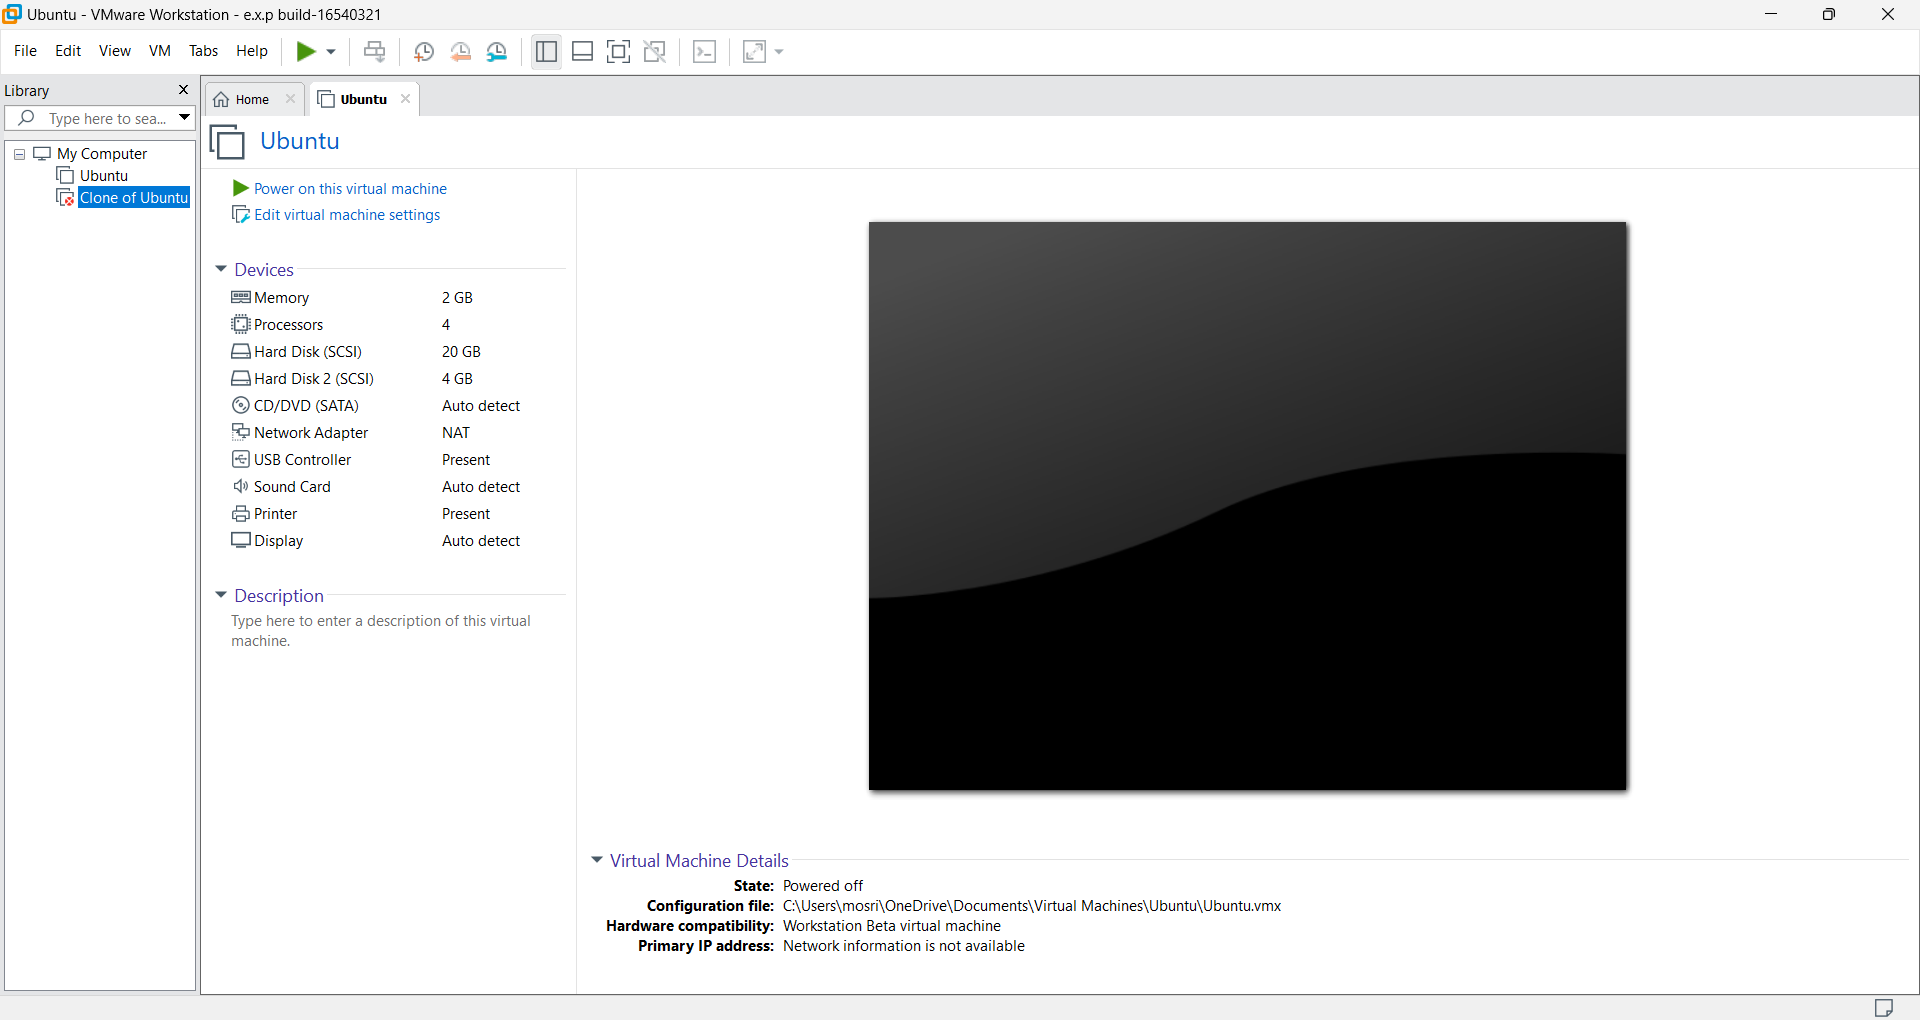 Ubuntu - VMware Workstation - e.x.p build-16540321
File Edit View VM Tabs Help
Library
Type here to sea...
My Computer
Ubuntu
Clone of Ubuntu
Home
Ubuntu
Ubuntu
Power on this virtual machine
Edit virtual machine settings
Devices
Memory 2 GB
Processors 4
Hard Disk (SCSI) 20 GB
Hard Disk 2 (SCSI) 4 GB
CD/DVD (SATA) Auto detect
Network Adapter NAT
USB Controller Present
Sound Card Auto detect
Printer Present
Display Auto detect
Description
Type here to enter a description of this virtual
machine.
Virtual Machine Details
State: Powered off
Configuration file: C:\Users\mosri\OneDrive\Documents\Virtual Machines\Ubuntu\Ubuntu.vmx
Hardware compatibility: Workstation Beta virtual machine
Primary IP address: Network information is not available